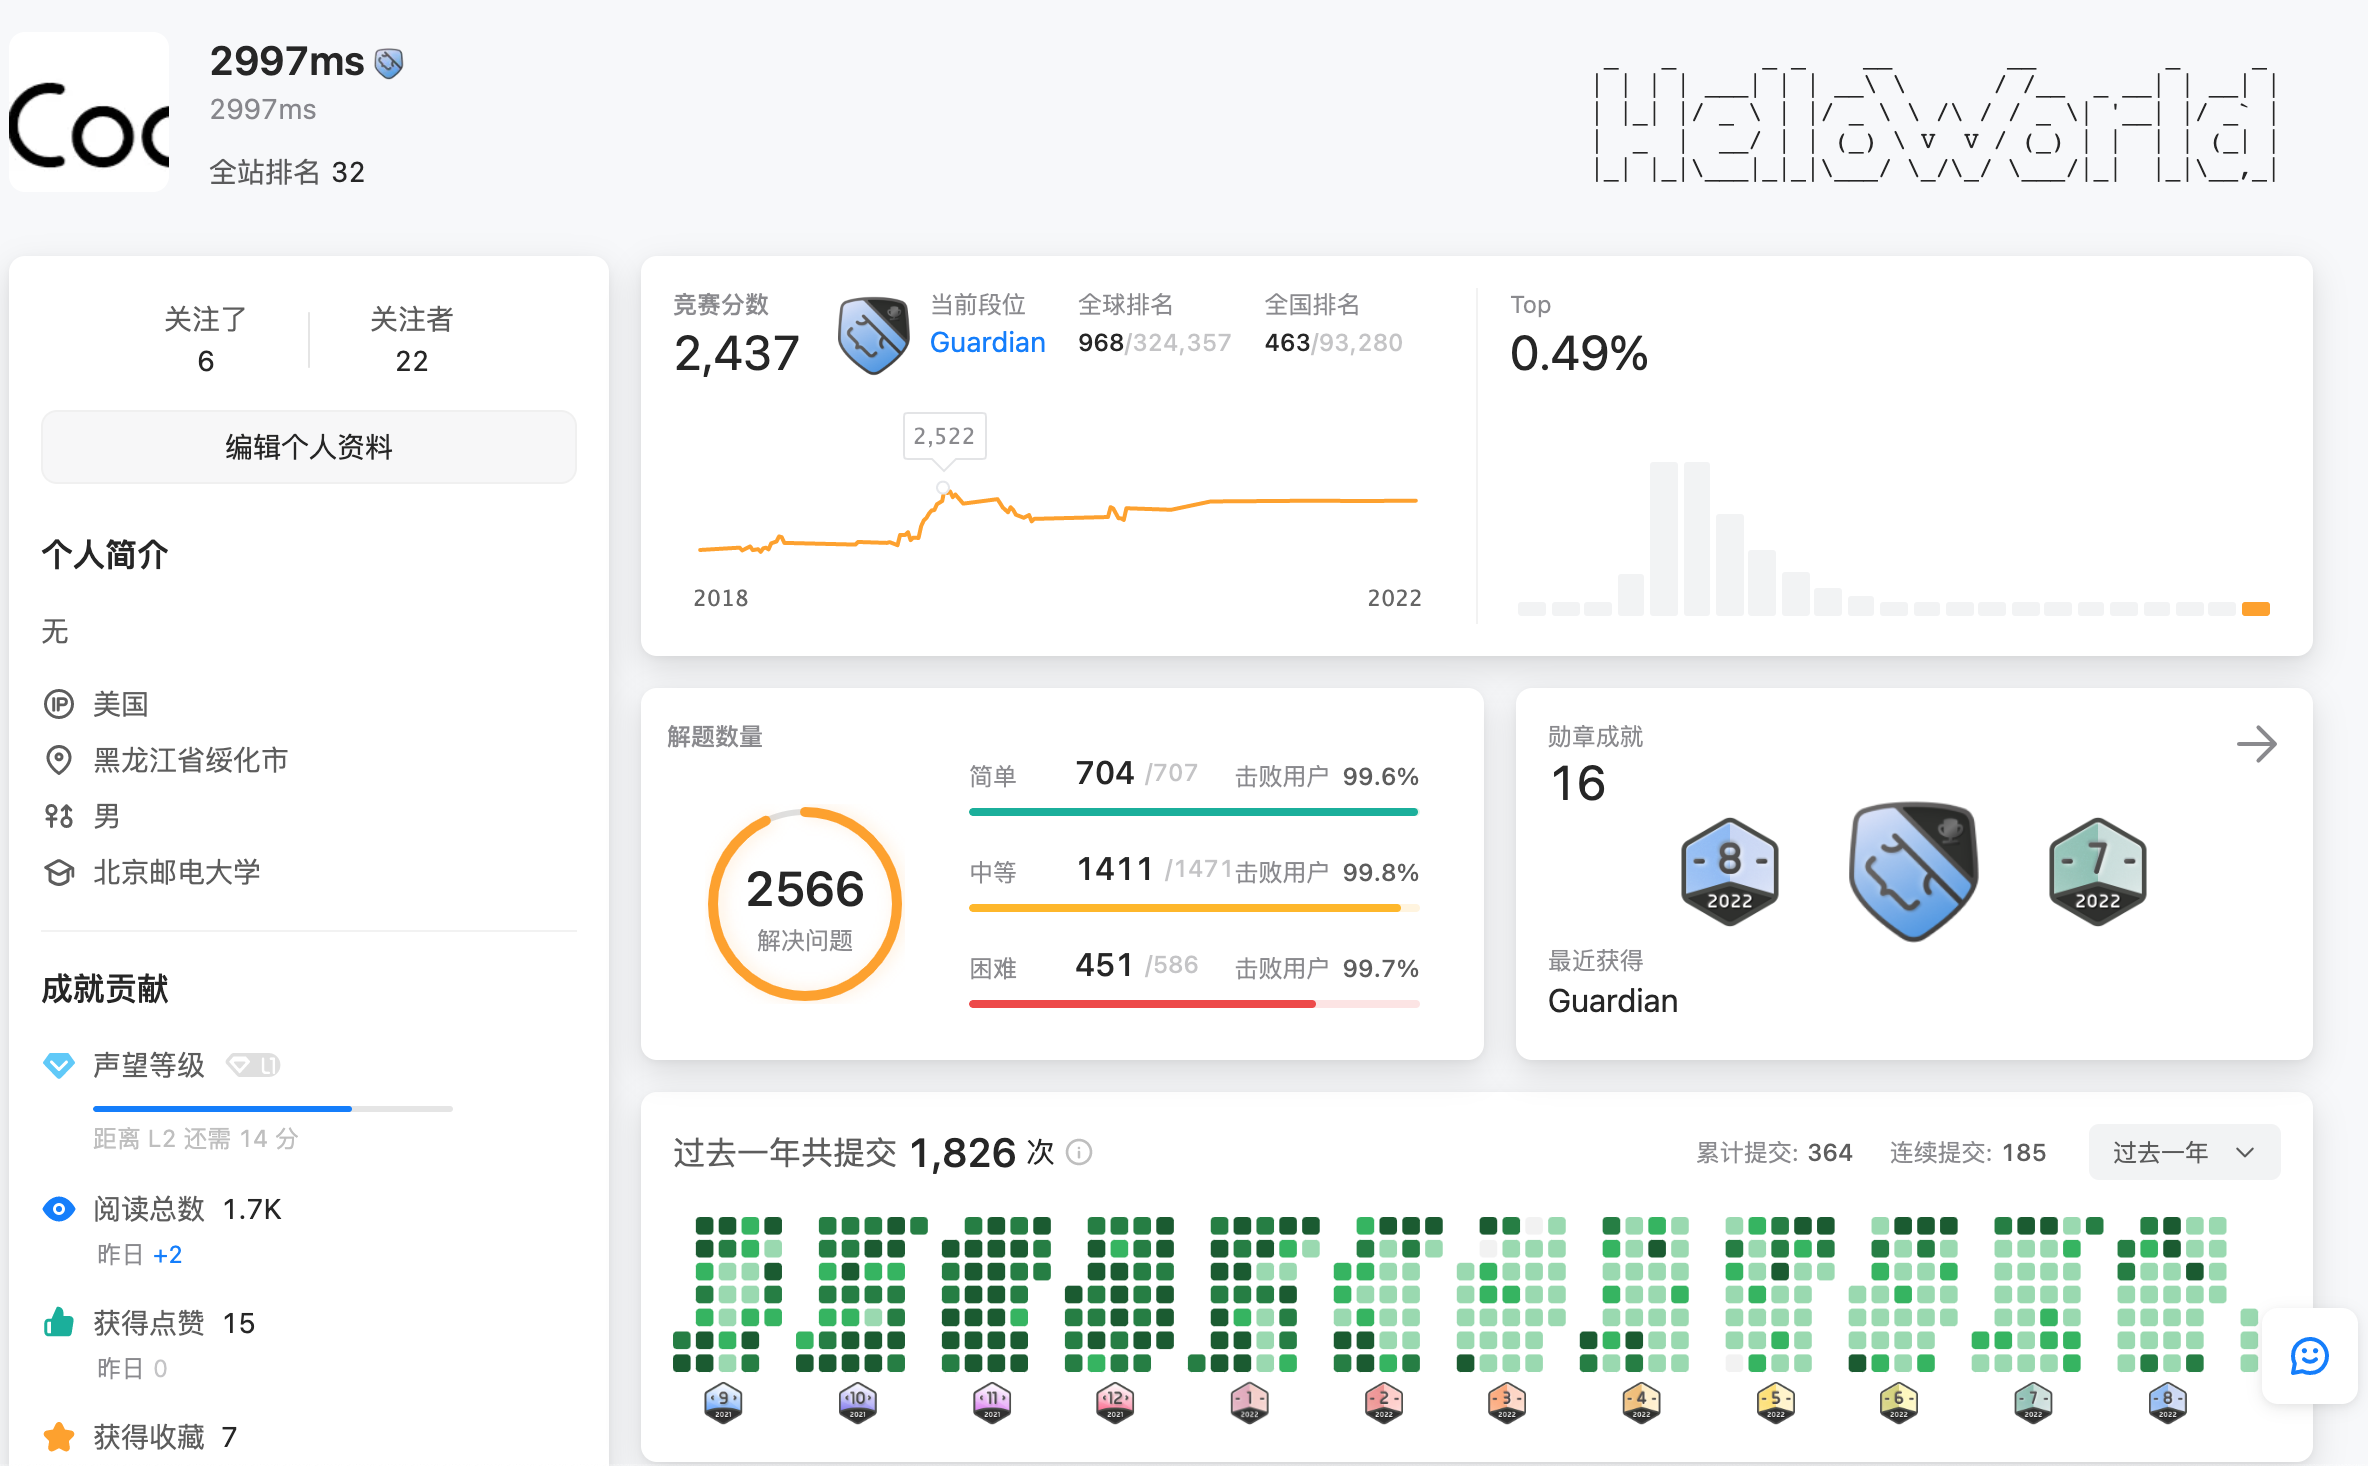 Coc
2997ms
2997ms
全站排名 32
HelloWorld
关注了
6
关注者
22
编辑个人资料
个人简介
无
IP 美国
黑龙江省绥化市
男
北京邮电大学
成就贡献
声望等级 L1
距离 L2 还需 14 分
阅读总数 1.7K
昨日 +2
获得点赞 15
昨日 0
获得收藏 7
竞赛分数
2,437
当前段位
Guardian
全球排名
968/324,357
全国排名
463/93,280
2,522
2018
2022
Top
0.49%
解题数量
2566
解决问题
简单 704 /707 击败用户 99.6%
中等 1411 /1471 击败用户 99.8%
困难 451 /586 击败用户 99.7%
勋章成就
16
-8-
2022
-7-
2022
最近获得
Guardian
过去一年共提交 1,826 次
累计提交: 364
连续提交: 185
过去一年
9 10 11 12 -1- -2- -3- -4- -5- -6- -7- -8-
2021 2021 2021 2021 2022 2022 2022 2022 2022 2022 2022 2022